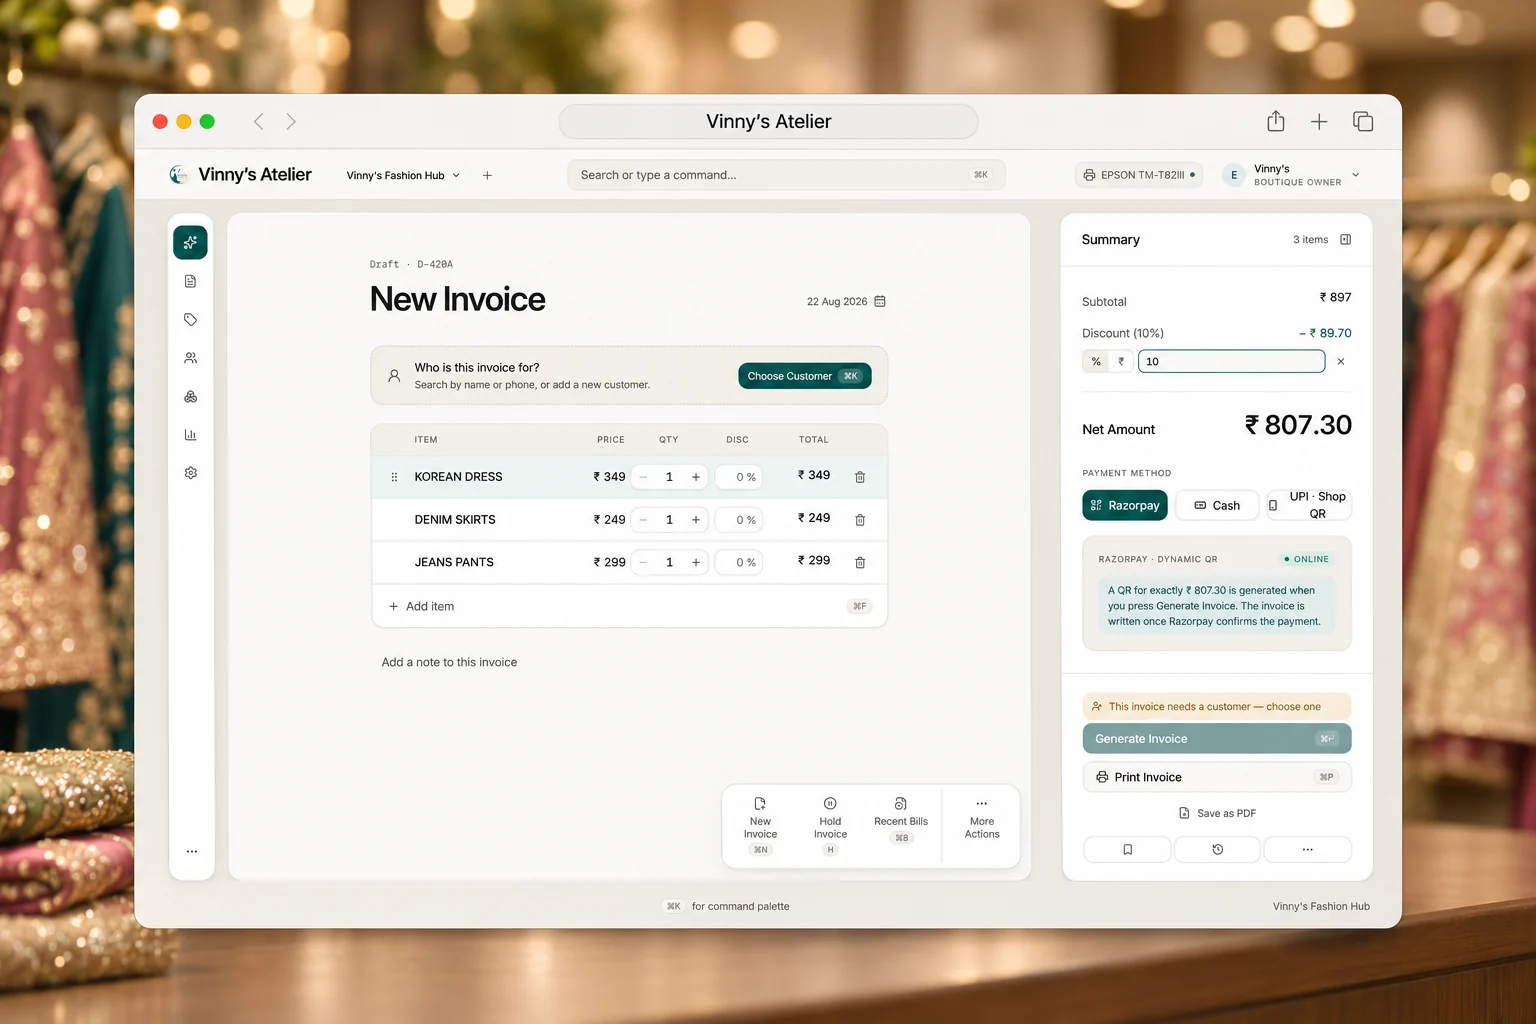 Vinny's Atelier
Vinny's Atelier
Vinny's Fashion Hub
Search or type a command... ⌘K
EPSON TM-T82III
E
Vinny's
BOUTIQUE OWNER
Draft · D-420A
New Invoice
22 Aug 2026
Who is this invoice for?
Search by name or phone, or add a new customer.
Choose Customer ⌘K
ITEM PRICE QTY DISC TOTAL
KOREAN DRESS ₹ 349 − 1 + 0 % ₹ 349
DENIM SKIRTS ₹ 249 − 1 + 0 % ₹ 249
JEANS PANTS ₹ 299 − 1 + 0 % ₹ 299
+ Add item ⌘F
Add a note to this invoice
New Invoice ⌘N
Hold Invoice H
Recent Bills ⌘B
More Actions
Summary 3 items
Subtotal ₹ 897
Discount (10%) − ₹ 89.70
% ₹ 10 ×
Net Amount ₹ 807.30
PAYMENT METHOD
Razorpay
Cash
UPI · Shop QR
RAZORPAY · DYNAMIC QR ONLINE
A QR for exactly ₹ 807.30 is generated when
you press Generate Invoice. The invoice is
written once Razorpay confirms the payment.
This invoice needs a customer — choose one
Generate Invoice ⌘↵
Print Invoice ⌘P
Save as PDF
⌘K for command palette
Vinny's Fashion Hub